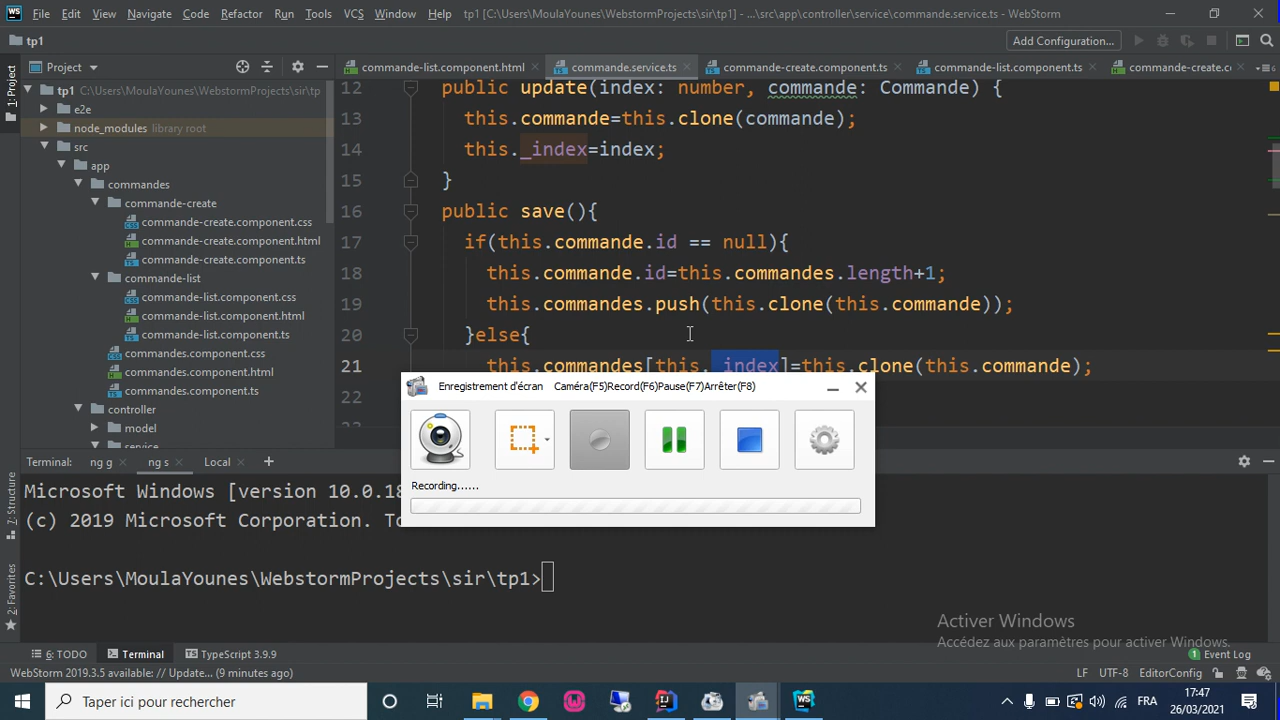 File Edit View Navigate Code Refactor Run Tools VCS Window Help tp1 [C:\Users\MoulaYounes\WebstormProjects\sir\tp1] - ...\src\app\controller\service\commande.service.ts - WebStorm
tp1
Add Configuration...
Project
commande-list.component.html
commande.service.ts
commande-create.component.ts
commande-list.component.ts
commande-create.c
1: Project
tp1 C:\Users\MoulaYounes\WebstormProjects\sir\tp
e2e
node_modules library root
src
app
commandes
commande-create
commande-create.component.css
commande-create.component.html
commande-create.component.ts
commande-list
commande-list.component.css
commande-list.component.html
commande-list.component.ts
commandes.component.css
commandes.component.html
commandes.component.ts
controller
model
service
12 public update(index: number, commande: Commande) {
13 this.commande=this.clone(commande);
14 this._index=index;
15 }
16 public save(){
17 if(this.commande.id == null){
18 this.commande.id=this.commandes.length+1;
19 this.commandes.push(this.clone(this.commande));
20 }else{
21 this.commandes[this._index]=this.clone(this.commande);
22
Enregistrement d'écran Caméra(F5)Record(F6)Pause(F7)Arrêter(F8)
Recording......
Terminal: ng g ng s Local
Microsoft Windows [version 10.0.18
(c) 2019 Microsoft Corporation. To
C:\Users\MoulaYounes\WebstormProjects\sir\tp1>
Z: Structure
2: Favorites
Activer Windows
Accédez aux paramètres pour activer Windows.
6: TODO Terminal TypeScript 3.9.9
1 Event Log
WebStorm 2019.3.5 available: // Update... (9 minutes ago)
LF UTF-8 EditorConfig
Taper ici pour rechercher
FRA
17:47
26/03/2021